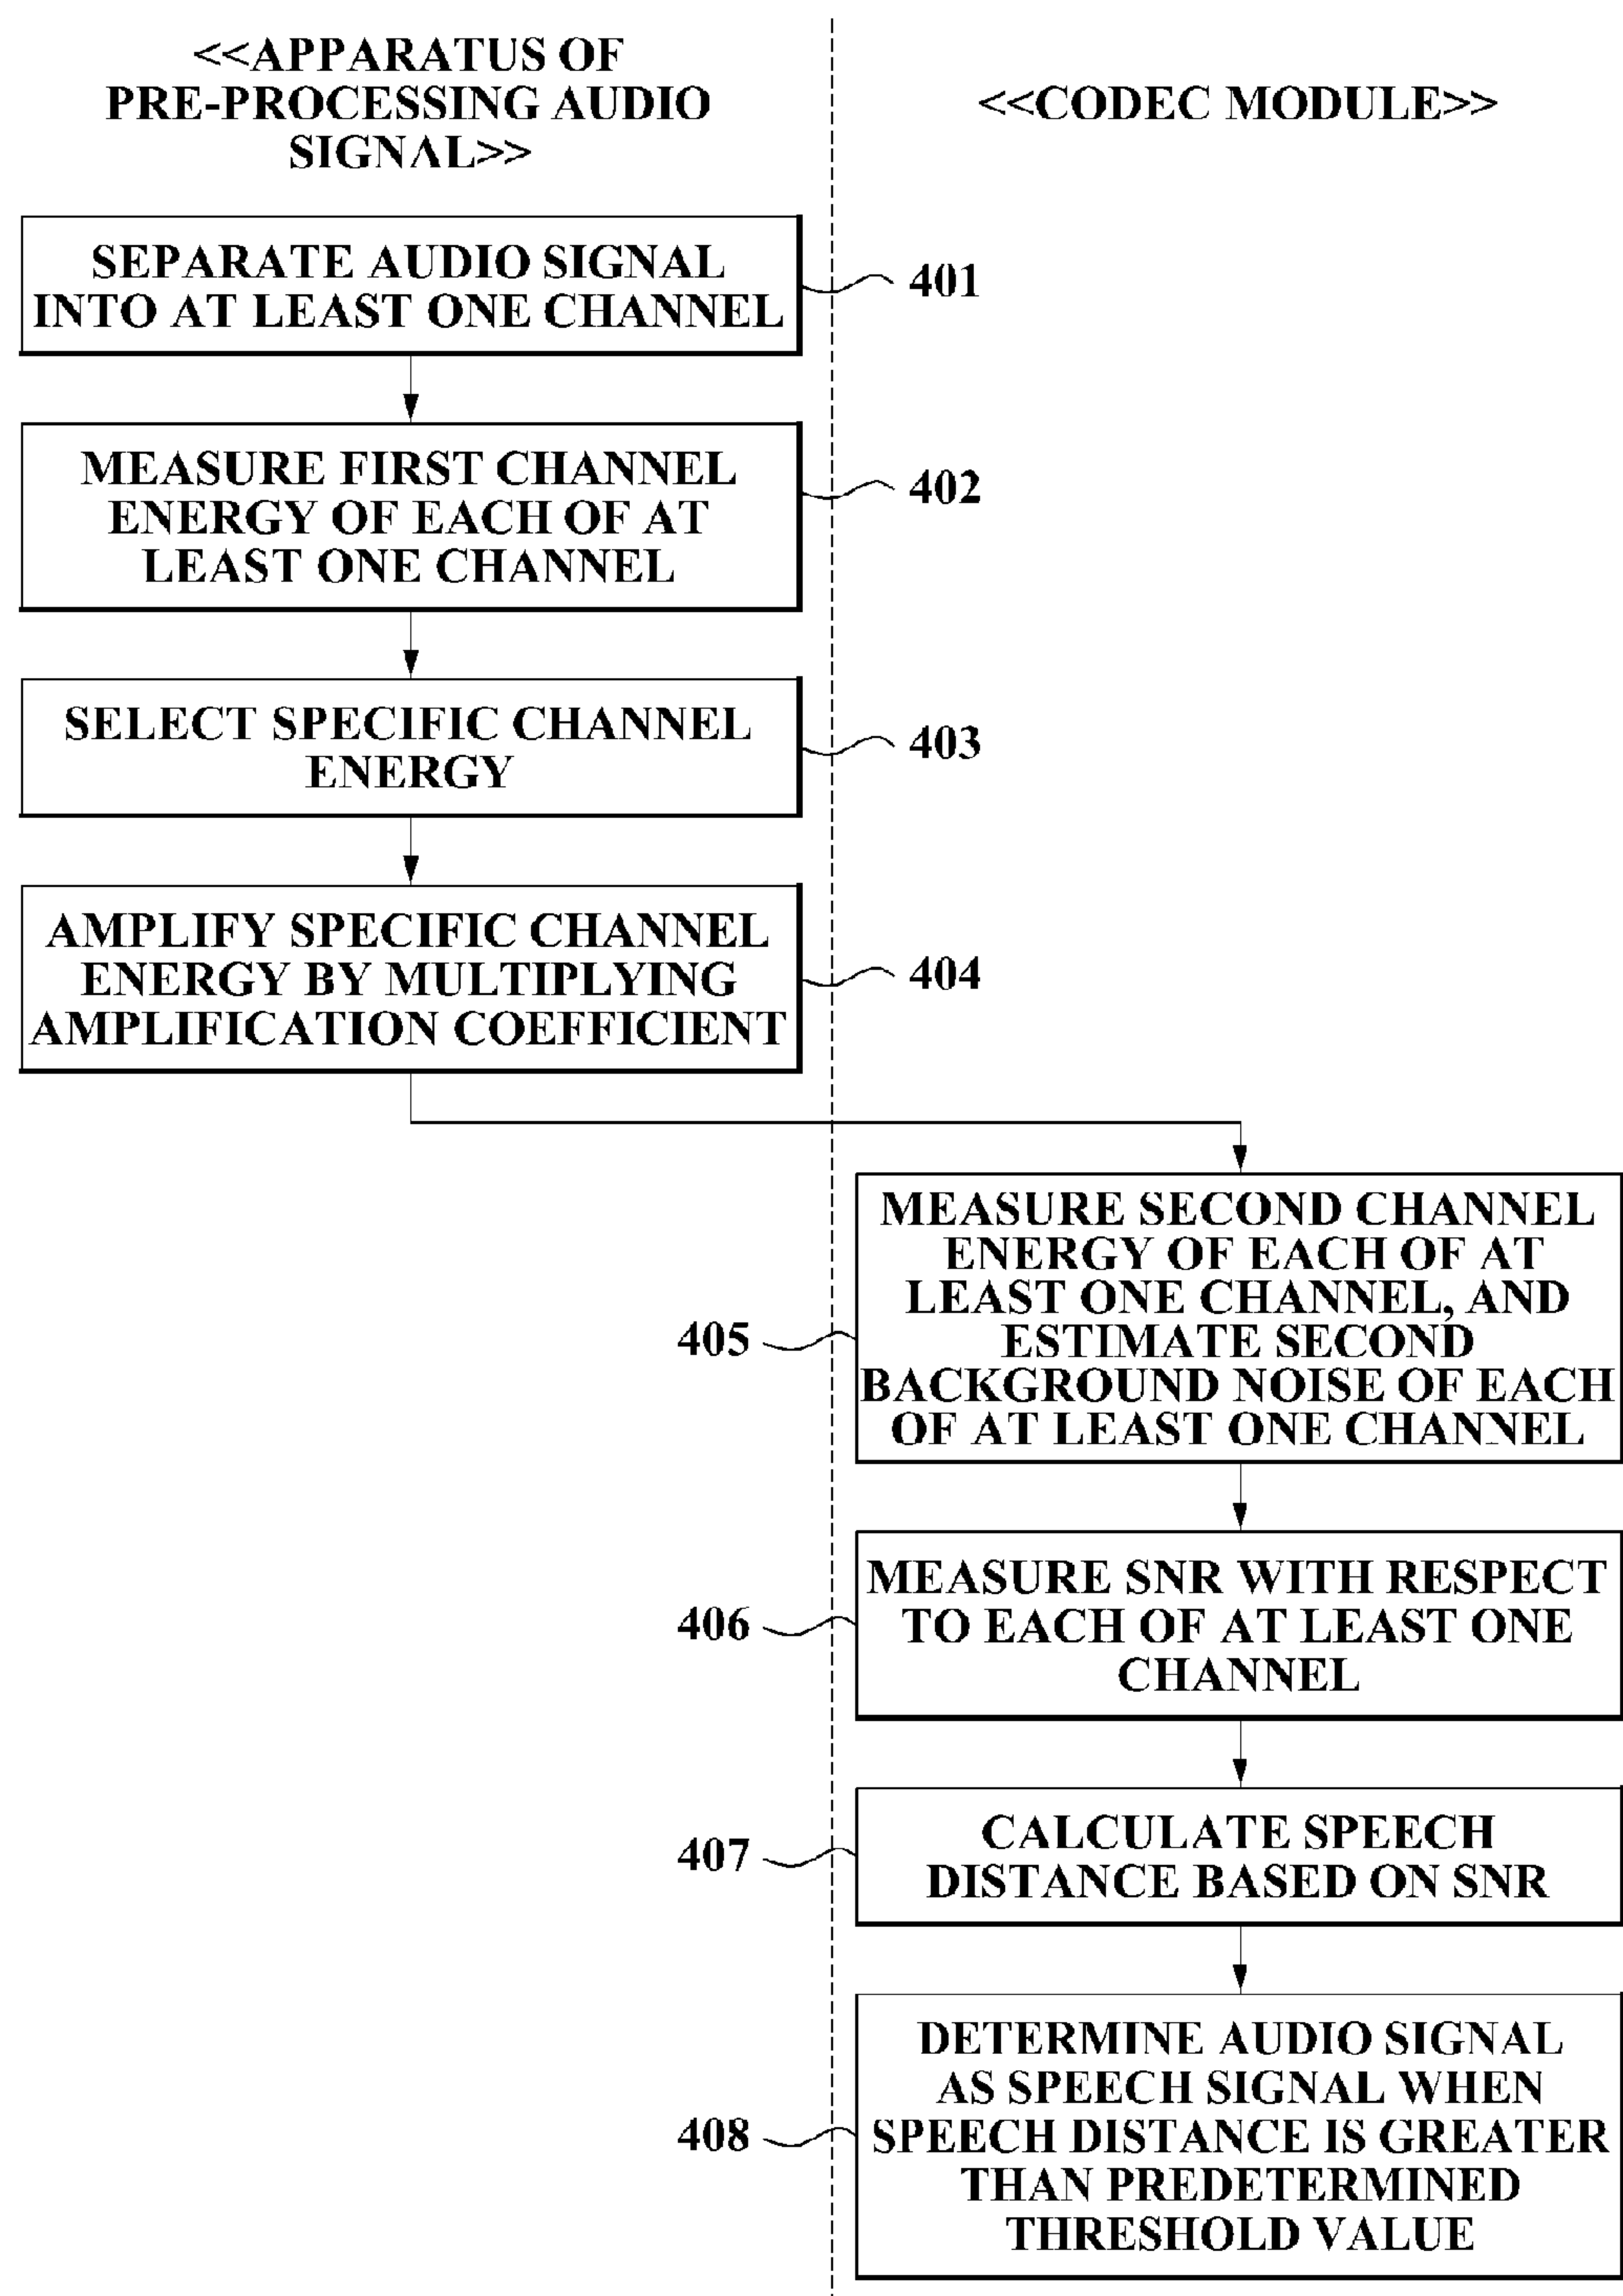 <<APPARATUS OF
PRE-PROCESSING AUDIO
SIGNAL>>
<<CODEC MODULE>>
SEPARATE AUDIO SIGNAL
INTO AT LEAST ONE CHANNEL
401
MEASURE FIRST CHANNEL
ENERGY OF EACH OF AT
LEAST ONE CHANNEL
402
SELECT SPECIFIC CHANNEL
ENERGY
403
AMPLIFY SPECIFIC CHANNEL
ENERGY BY MULTIPLYING
AMPLIFICATION COEFFICIENT
404
MEASURE SECOND CHANNEL
ENERGY OF EACH OF AT
LEAST ONE CHANNEL, AND
ESTIMATE SECOND
BACKGROUND NOISE OF EACH
OF AT LEAST ONE CHANNEL
405
MEASURE SNR WITH RESPECT
TO EACH OF AT LEAST ONE
CHANNEL
406
CALCULATE SPEECH
DISTANCE BASED ON SNR
407
DETERMINE AUDIO SIGNAL
AS SPEECH SIGNAL WHEN
SPEECH DISTANCE IS GREATER
THAN PREDETERMINED
THRESHOLD VALUE
408